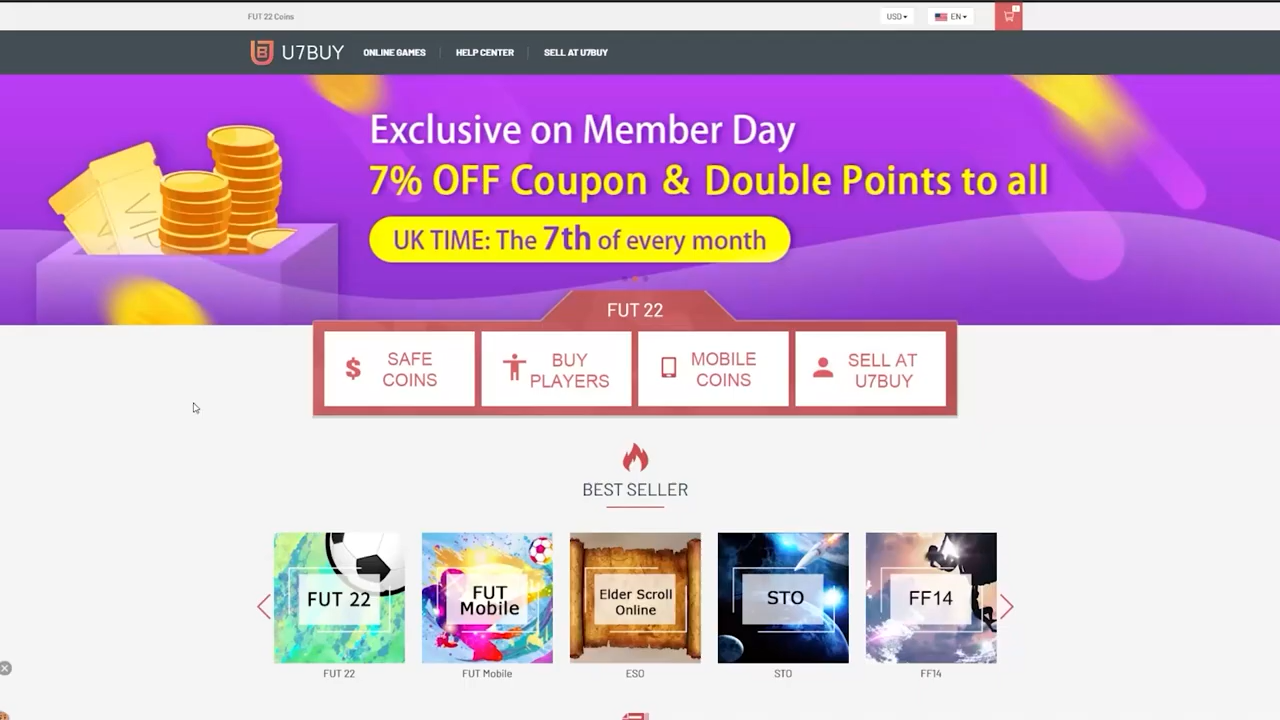 FUT 22 Coins
USD
EN
1
U7BUY
ONLINE GAMES
HELP CENTER
SELL AT U7BUY
Exclusive on Member Day
7% OFF Coupon & Double Points to all
UK TIME: The 7th of every month
VIP
FUT 22
$ SAFE COINS
BUY PLAYERS
MOBILE COINS
SELL AT U7BUY
BEST SELLER
FUT 22
FUT Mobile
Elder Scroll Online
STO
FF14
FUT 22
FUT Mobile
ESO
STO
FF14